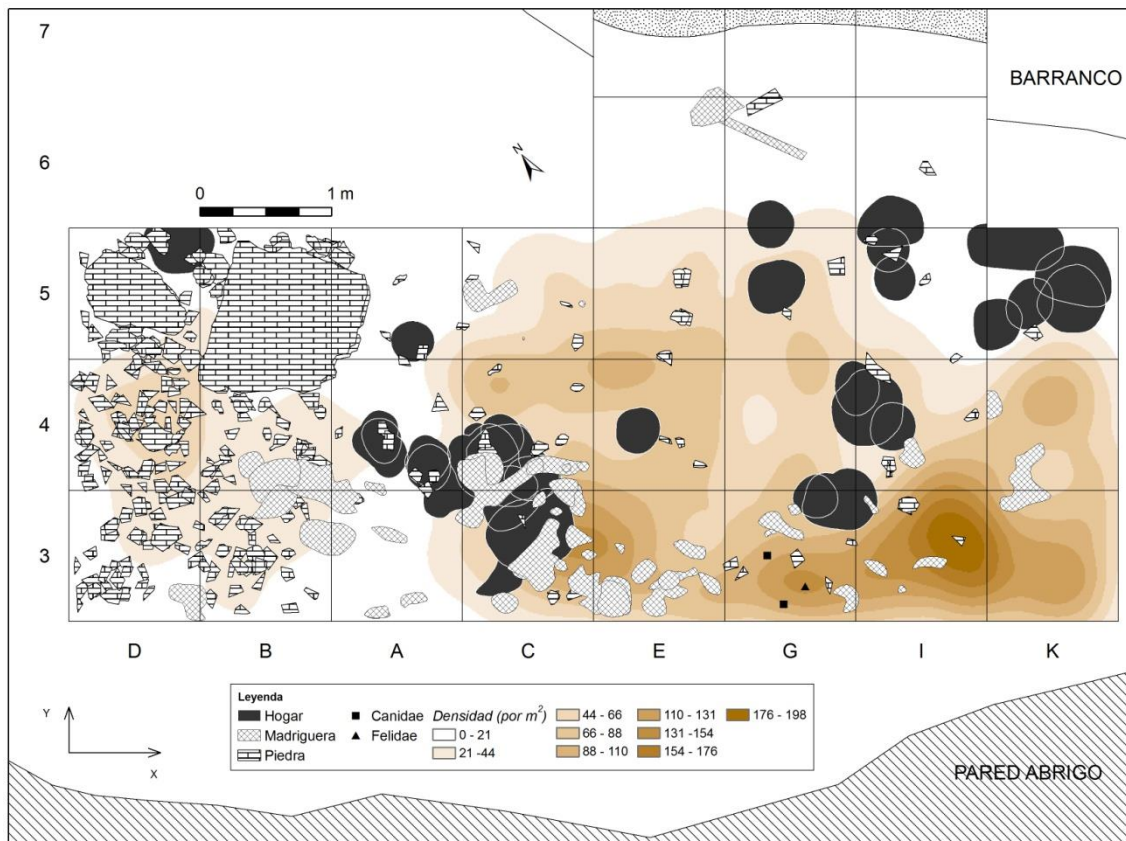 7
BARRANCO
6
N
0 1 m
5
4
3
D B A C E G I K
Y
X
Leyenda
Hogar
Madriguera
Piedra
Canidae
Felidae
Densidad (por m²)
0 - 21
21 - 44
44 - 66
66 - 88
88 - 110
110 - 131
131 -154
154 - 176
176 - 198
PARED ABRIGO